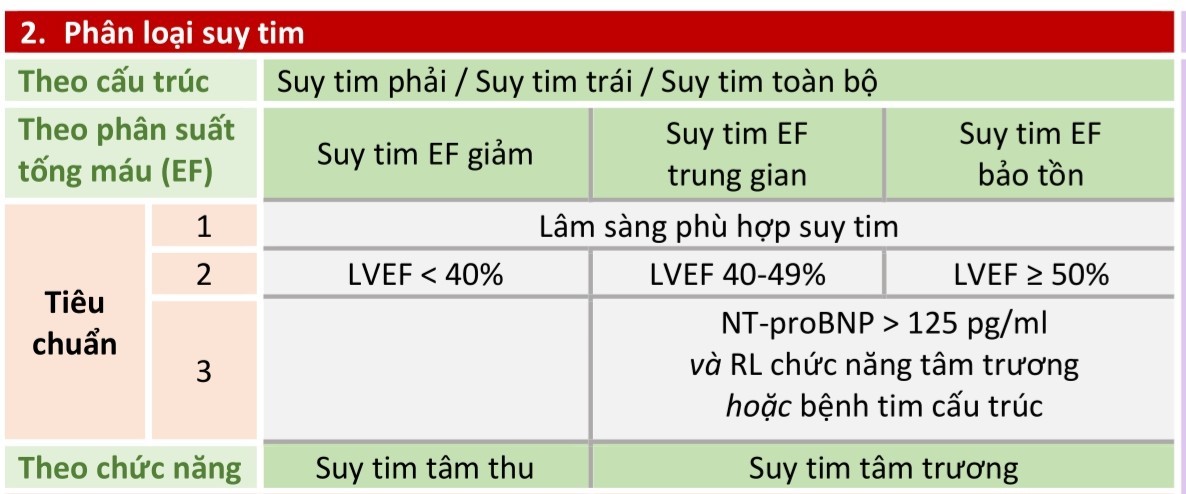 2. Phân loại suy tim
Theo cấu trúc
Suy tim phải / Suy tim trái / Suy tim toàn bộ
Theo phân suất
tống máu (EF)
Suy tim EF giảm
Suy tim EF
trung gian
Suy tim EF
bảo tồn
Tiêu
chuẩn
1
Lâm sàng phù hợp suy tim
2
LVEF < 40%
LVEF 40-49%
LVEF ≥ 50%
3
NT-proBNP > 125 pg/ml
và RL chức năng tâm trương
hoặc bệnh tim cấu trúc
Theo chức năng
Suy tim tâm thu
Suy tim tâm trương